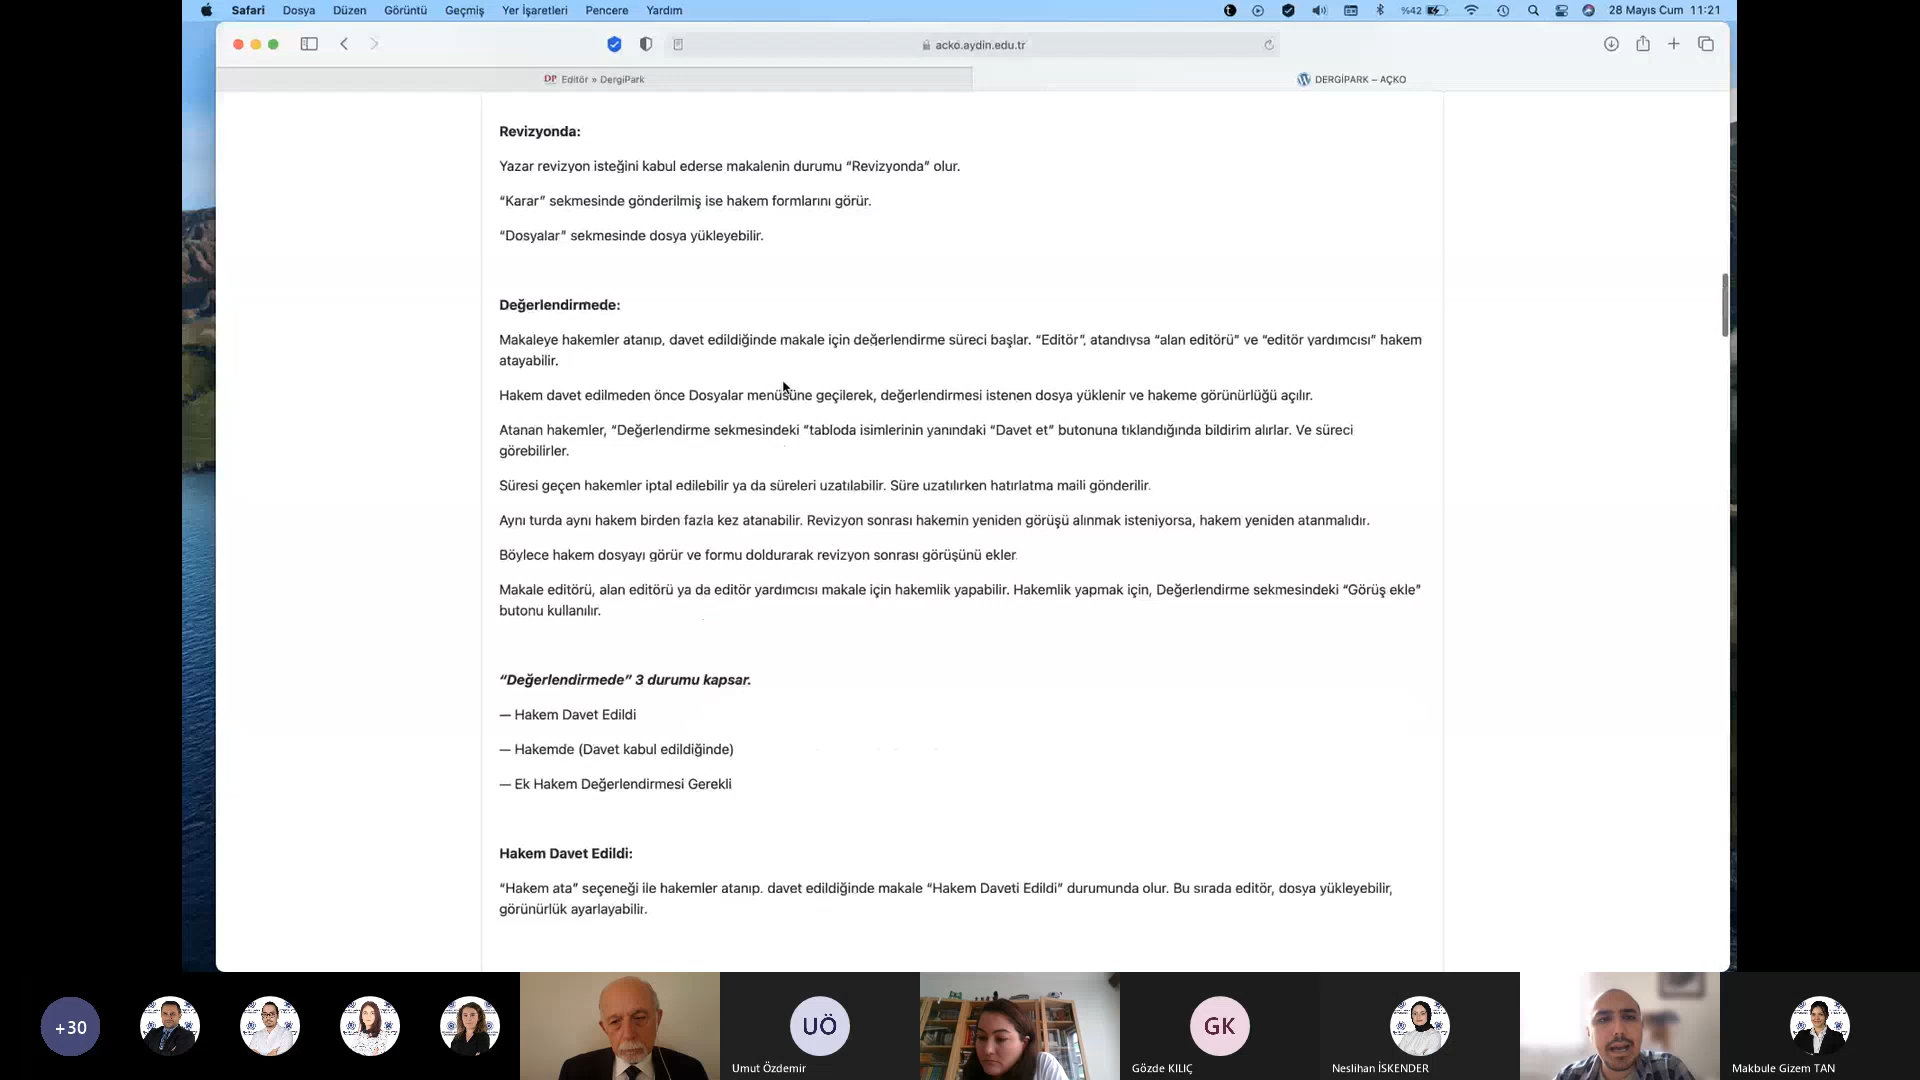 Safari Dosya Düzen Görüntü Geçmiş Yer İşaretleri Pencere Yardım %42 28 Mayıs Cum 11:21
acko.aydin.edu.tr
DP Editör » DergiPark
DERGİPARK – AÇKO
Revizyonda:
Yazar revizyon isteğini kabul ederse makalenin durumu “Revizyonda” olur.
“Karar” sekmesinde gönderilmiş ise hakem formlarını görür.
“Dosyalar” sekmesinde dosya yükleyebilir.
Değerlendirmede:
Makaleye hakemler atanıp, davet edildiğinde makale için değerlendirme süreci başlar. “Editör”, atandıysa “alan editörü” ve “editör yardımcısı” hakem
atayabilir.
Hakem davet edilmeden önce Dosyalar menüsüne geçilerek, değerlendirmesi istenen dosya yüklenir ve hakeme görünürlüğü açılır.
Atanan hakemler, “Değerlendirme sekmesindeki “tabloda isimlerinin yanındaki “Davet et” butonuna tıklandığında bildirim alırlar. Ve süreci
görebilirler.
Süresi geçen hakemler iptal edilebilir ya da süreleri uzatılabilir. Süre uzatılırken hatırlatma maili gönderilir.
Aynı turda aynı hakem birden fazla kez atanabilir. Revizyon sonrası hakemin yeniden görüşü alınmak isteniyorsa, hakem yeniden atanmalıdır.
Böylece hakem dosyayı görür ve formu doldurarak revizyon sonrası görüşünü ekler.
Makale editörü, alan editörü ya da editör yardımcısı makale için hakemlik yapabilir. Hakemlik yapmak için, Değerlendirme sekmesindeki “Görüş ekle”
butonu kullanılır.
“Değerlendirmede” 3 durumu kapsar.
— Hakem Davet Edildi
— Hakemde (Davet kabul edildiğinde)
— Ek Hakem Değerlendirmesi Gerekli
Hakem Davet Edildi:
“Hakem ata” seçeneği ile hakemler atanıp. davet edildiğinde makale “Hakem Daveti Edildi” durumunda olur. Bu sırada editör, dosya yükleyebilir,
görünürlük ayarlayabilir.
+30
UÖ
GK
Umut Özdemir
Gözde KILIÇ
Neslihan İSKENDER
Makbule Gizem TAN